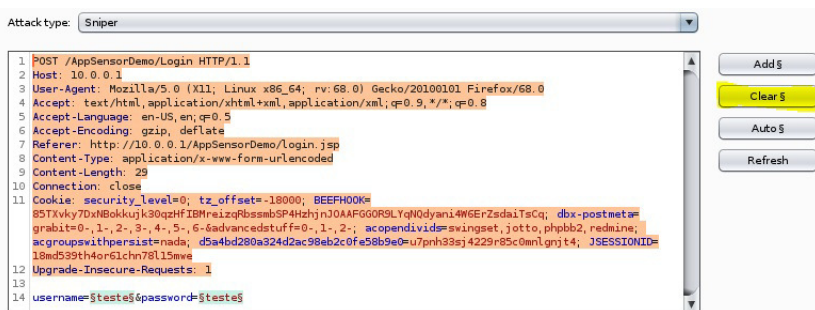 Attack type: Sniper
1 POST /AppSensorDemo/Login HTTP/1.1
2 Host: 10.0.0.1
3 User-Agent: Mozilla/5.0 (X11; Linux x86_64; rv:68.0) Gecko/20100101 Firefox/68.0
4 Accept: text/html,application/xhtml+xml,application/xml;q=0.9,*/*;q=0.8
5 Accept-Language: en-US,en;q=0.5
6 Accept-Encoding: gzip, deflate
7 Referer: http://10.0.0.1/AppSensorDemo/login.jsp
8 Content-Type: application/x-www-form-urlencoded
9 Content-Length: 29
10 Connection: close
11 Cookie: security_level=0; tz_offset=-18000; BEEFHOOK=
85TXvky7DxNBokkujk30qzHfIBMreizqRbssmbSP4HzhjnJOAAFGGOR9LYqNQdyani4W6ErZsdaiTsCq; dbx-postmeta=
grabit=0-,1-,2-,3-,4-,5-,6-&advancedstuff=0-,1-,2-; acopendivids=swingset,jotto,phpbb2,redmine;
acgroupswithpersist=nada; d5a4bd280a324d2ac98eb2c0fe58b9e0=u7pnh33sj4229r85c0mnlgnjt4; JSESSIONID=
18md539th4or61chn78l15mwe
12 Upgrade-Insecure-Requests: 1
13
14 username=§teste§&password=§teste§
Add §
Clear §
Auto §
Refresh